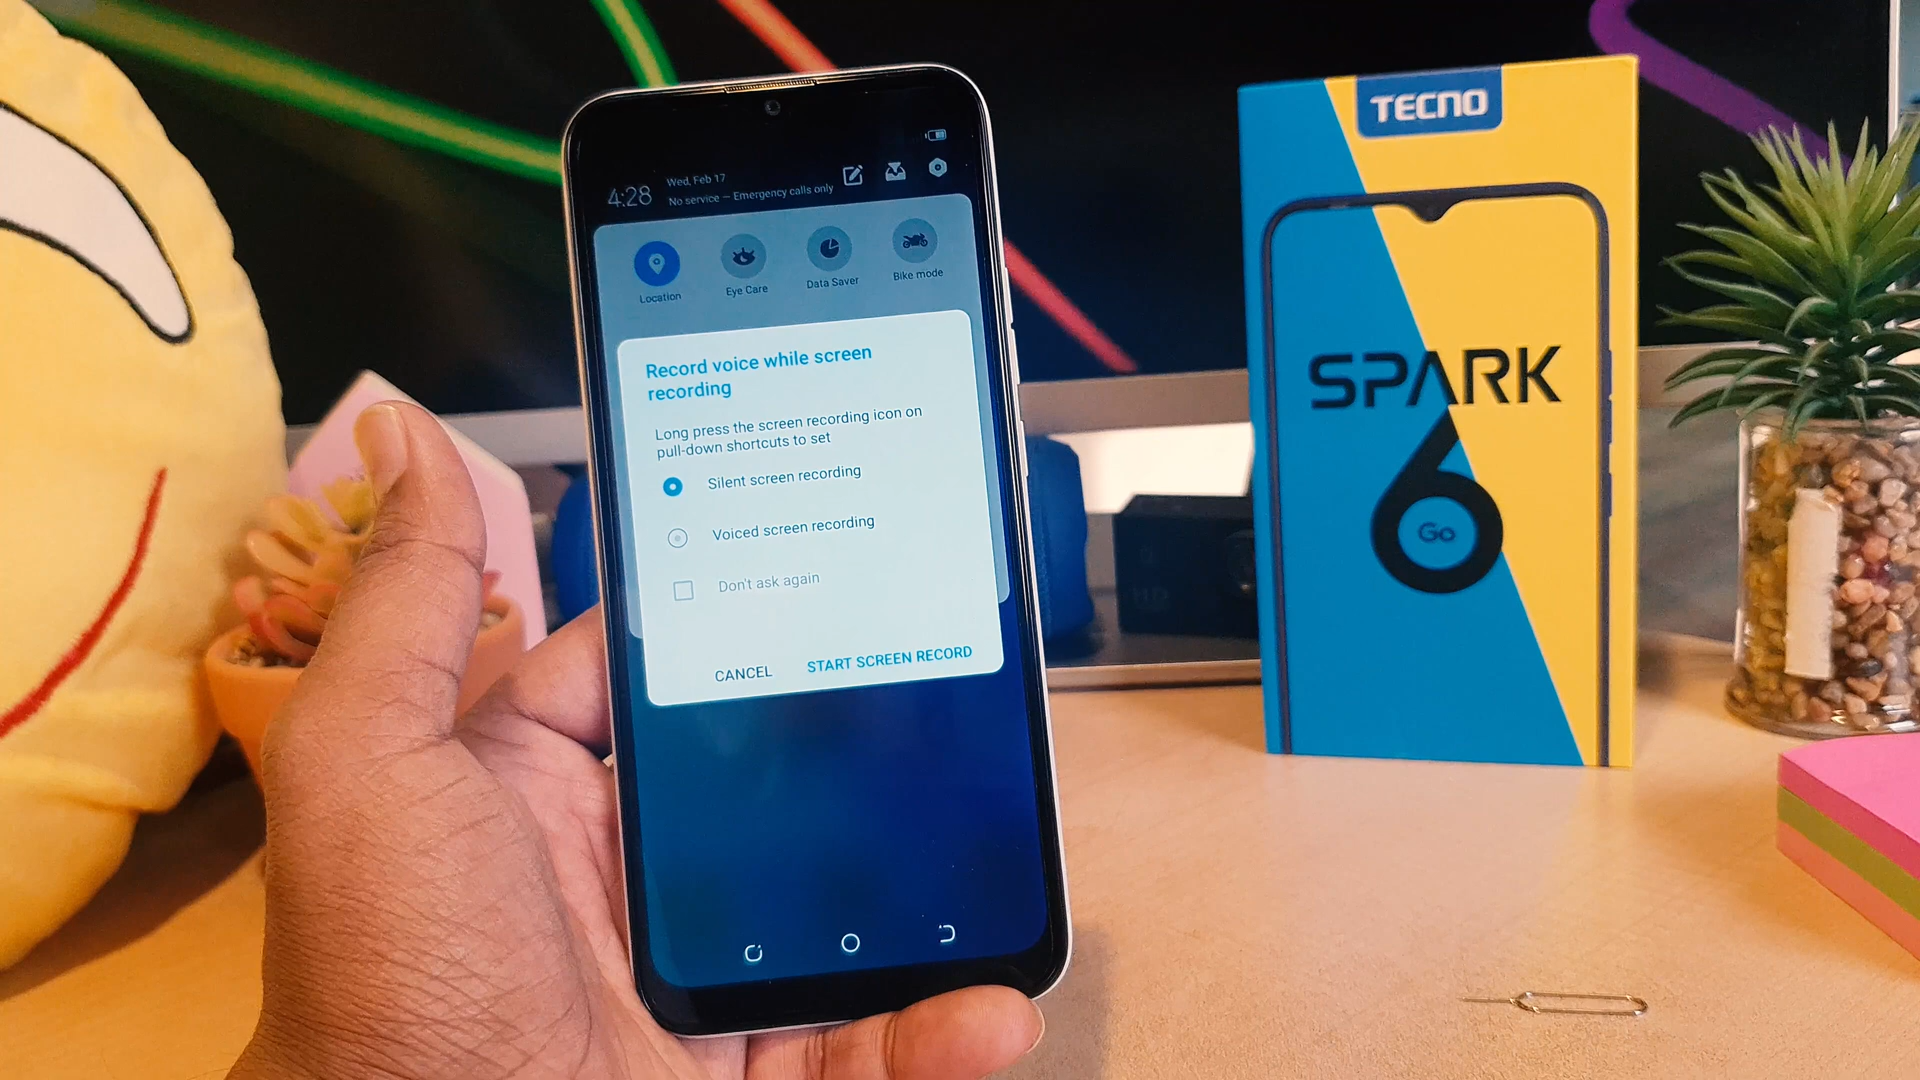 4:28
Wed, Feb 17
No service — Emergency calls only
Location
Eye Care
Data Saver
Bike mode
Record voice while screen
recording
Long press the screen recording icon on
pull-down shortcuts to set
Silent screen recording
Voiced screen recording
Don't ask again
CANCEL
START SCREEN RECORD
TECNO
SPARK
6
Go
HD